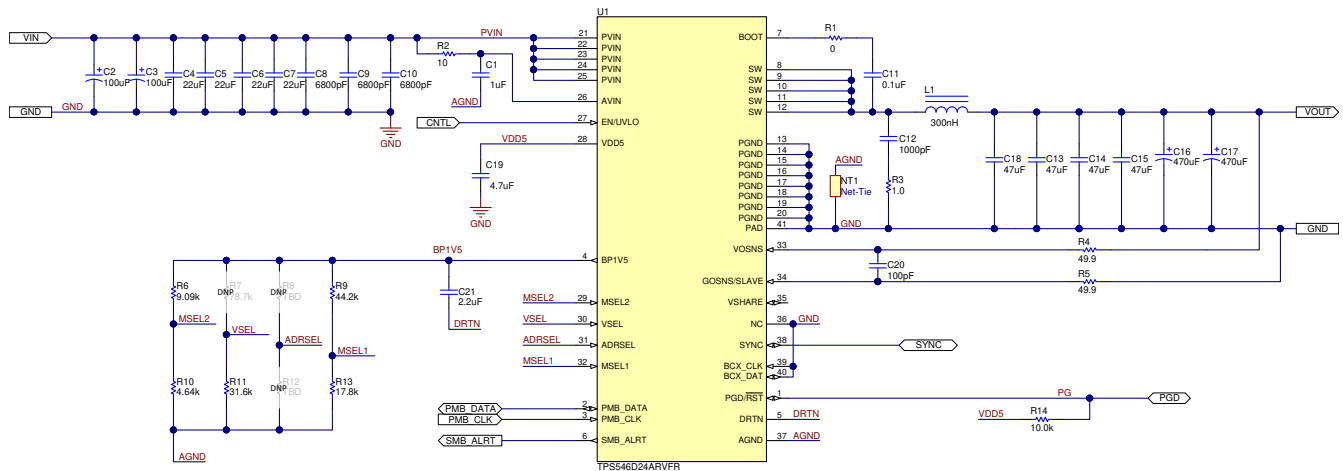 U1
VIN
PVIN
C2
100uF
C3
100uF
C4
22uF
C5
22uF
C6
22uF
C7
22uF
C8
6800pF
C9
6800pF
C10
6800pF
GND
GND
GND
R2
10
C1
1uF
AGND
CNTL
VDD5
C19
4.7uF
GND
21 PVIN
22 PVIN
23 PVIN
24 PVIN
25 PVIN
26 AVIN
27 EN/UVLO
28 VDD5
4 BP1V5
29 MSEL2
30 VSEL
31 ADRSEL
32 MSEL1
2 PMB_DATA
3 PMB_CLK
6 SMB_ALRT
BOOT 7
SW 8
SW 9
SW 10
SW 11
SW 12
PGND 13
PGND 14
PGND 15
PGND 16
PGND 17
PGND 18
PGND 19
PGND 20
PAD 41
VOSNS 33
GOSNS/SLAVE 34
VSHARE 35
NC 36
SYNC 38
BCX_CLK 39
BCX_DAT 40
PGD/RST 1
DRTN 5
AGND 37
TPS546D24ARVFR
R1
0
C11
0.1uF
L1
300nH
C12
1000pF
R3
1.0
AGND
NT1
Net-Tie
GND
C18
47uF
C13
47uF
C14
47uF
C15
47uF
C16
470uF
C17
470uF
VOUT
GND
R4
49.9
C20
100pF
R5
49.9
GND
SYNC
PG
PGD
VDD5
R14
10.0k
DRTN
AGND
BP1V5
R6
9.09k
R7
78.7k
DNP
R8
TBD
DNP
R9
44.2k
C21
2.2uF
DRTN
MSEL2
VSEL
ADRSEL
MSEL1
MSEL2
VSEL
ADRSEL
MSEL1
R10
4.64k
R11
31.6k
R12
TBD
DNP
R13
17.8k
AGND
PMB_DATA
PMB_CLK
SMB_ALRT